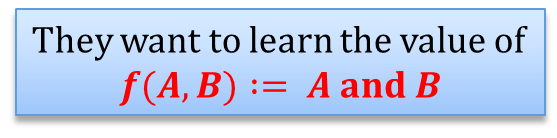 They want to learn the value of
f(A, B) := A and B